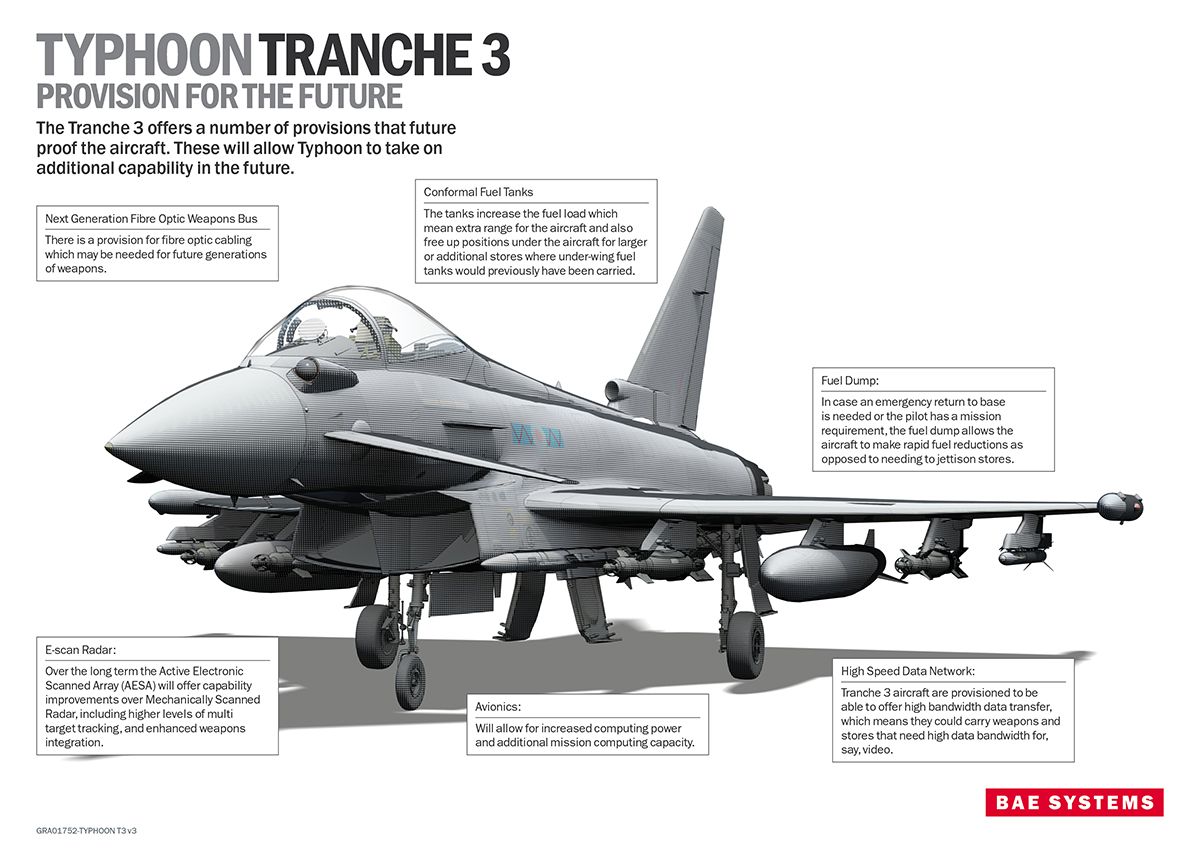 TYPHOON TRANCHE 3
PROVISION FOR THE FUTURE
The Tranche 3 offers a number of provisions that future
proof the aircraft. These will allow Typhoon to take on
additional capability in the future.
Next Generation Fibre Optic Weapons Bus
There is a provision for fibre optic cabling
which may be needed for future generations
of weapons.
Conformal Fuel Tanks
The tanks increase the fuel load which
mean extra range for the aircraft and also
free up positions under the aircraft for larger
or additional stores where under-wing fuel
tanks would previously have been carried.
Fuel Dump:
In case an emergency return to base
is needed or the pilot has a mission
requirement, the fuel dump allows the
aircraft to make rapid fuel reductions as
opposed to needing to jettison stores.
E-scan Radar:
Over the long term the Active Electronic
Scanned Array (AESA) will offer capability
improvements over Mechanically Scanned
Radar, including higher levels of multi
target tracking, and enhanced weapons
integration.
Avionics:
Will allow for increased computing power
and additional mission computing capacity.
High Speed Data Network:
Tranche 3 aircraft are provisioned to be
able to offer high bandwidth data transfer,
which means they could carry weapons and
stores that need high data bandwidth for,
say, video.
BAE SYSTEMS
GRA01752-TYPHOON T3 v3